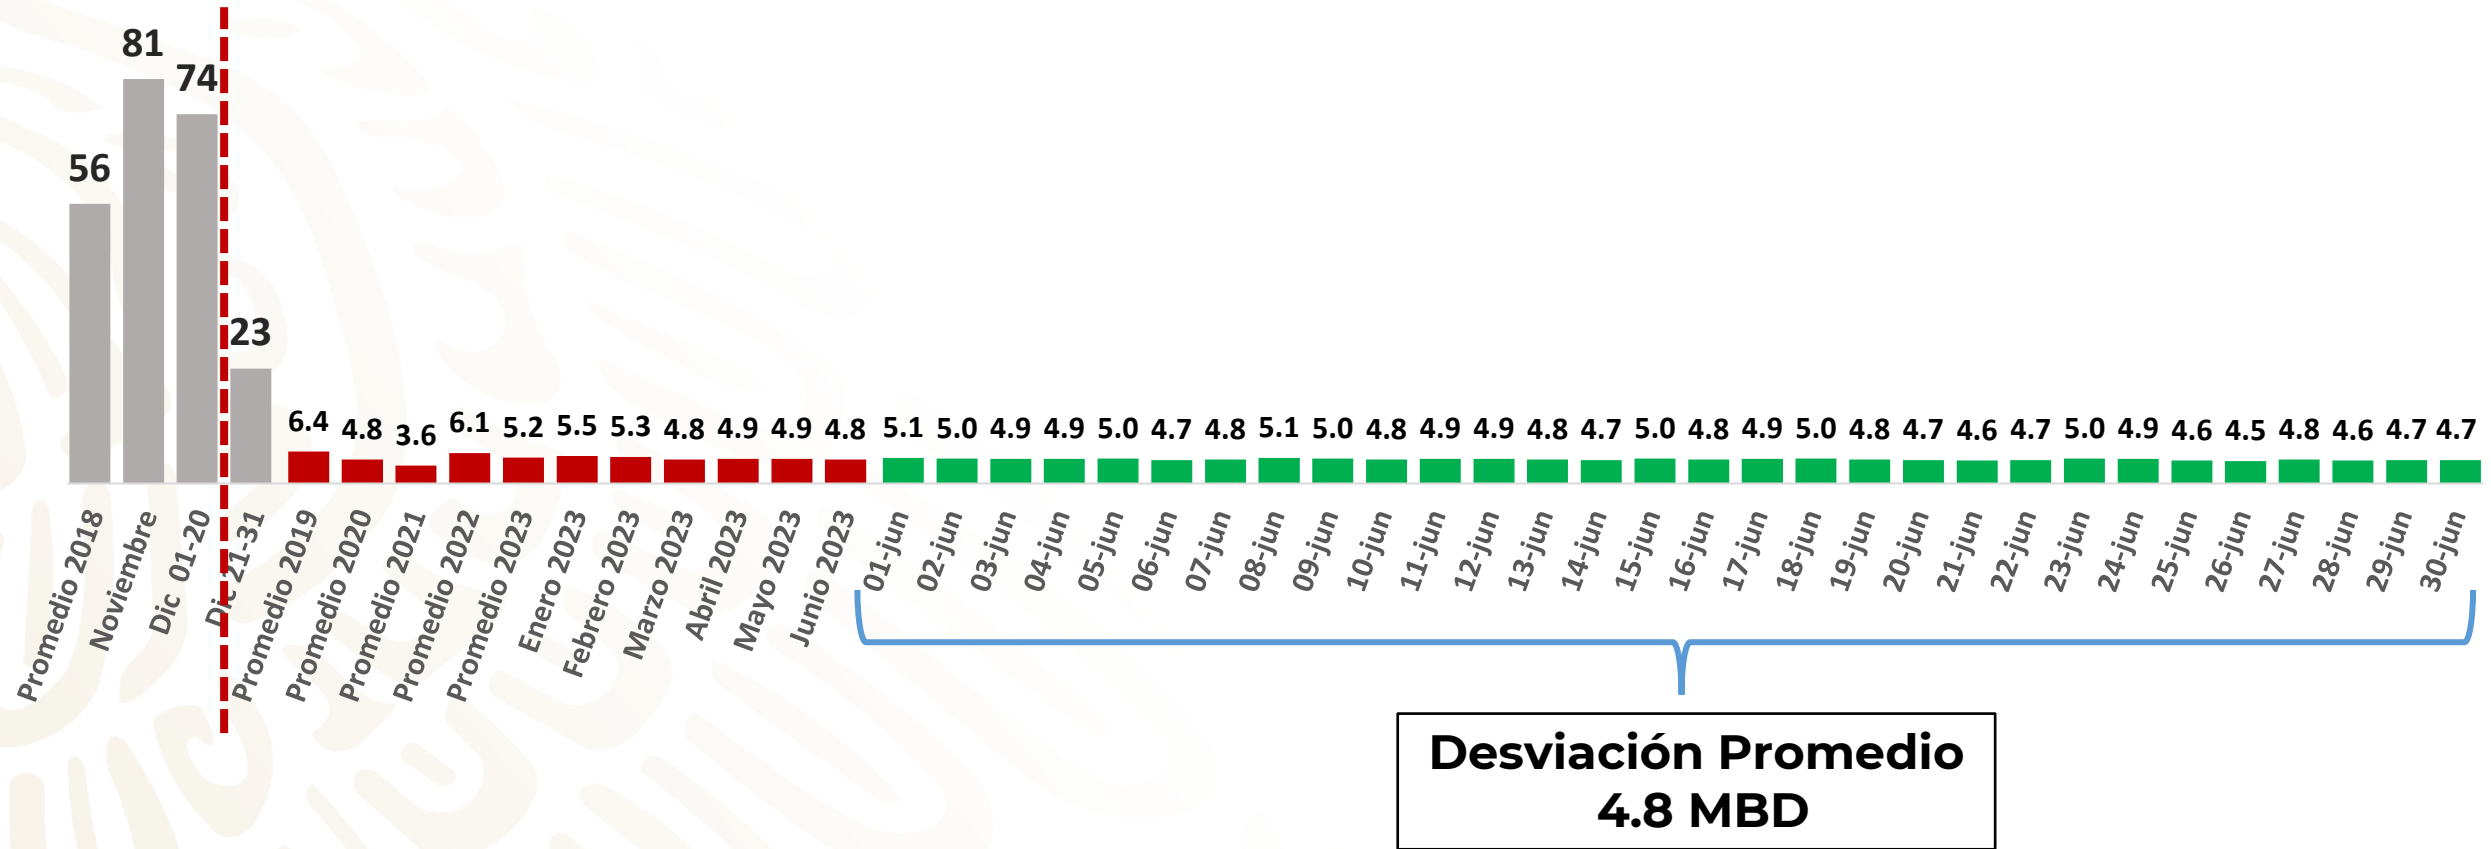 56
81
74
23
6.4 4.8 3.6 6.1 5.2 5.5 5.3 4.8 4.9 4.9 4.8 5.1 5.0 4.9 4.9 5.0 4.7 4.8 5.1 5.0 4.8 4.9 4.9 4.8 4.7 5.0 4.8 4.9 5.0 4.8 4.7 4.6 4.7 5.0 4.9 4.6 4.5 4.8 4.6 4.7 4.7
Promedio 2018
Noviembre
Dic 01-20
Dic 21-31
Promedio 2019
Promedio 2020
Promedio 2021
Promedio 2022
Promedio 2023
Enero 2023
Febrero 2023
Marzo 2023
Abril 2023
Mayo 2023
Junio 2023
01-jun
02-jun
03-jun
04-jun
05-jun
06-jun
07-jun
08-jun
09-jun
10-jun
11-jun
12-jun
13-jun
14-jun
15-jun
16-jun
17-jun
18-jun
19-jun
20-jun
21-jun
22-jun
23-jun
24-jun
25-jun
26-jun
27-jun
28-jun
29-jun
30-jun
Desviación Promedio
4.8 MBD